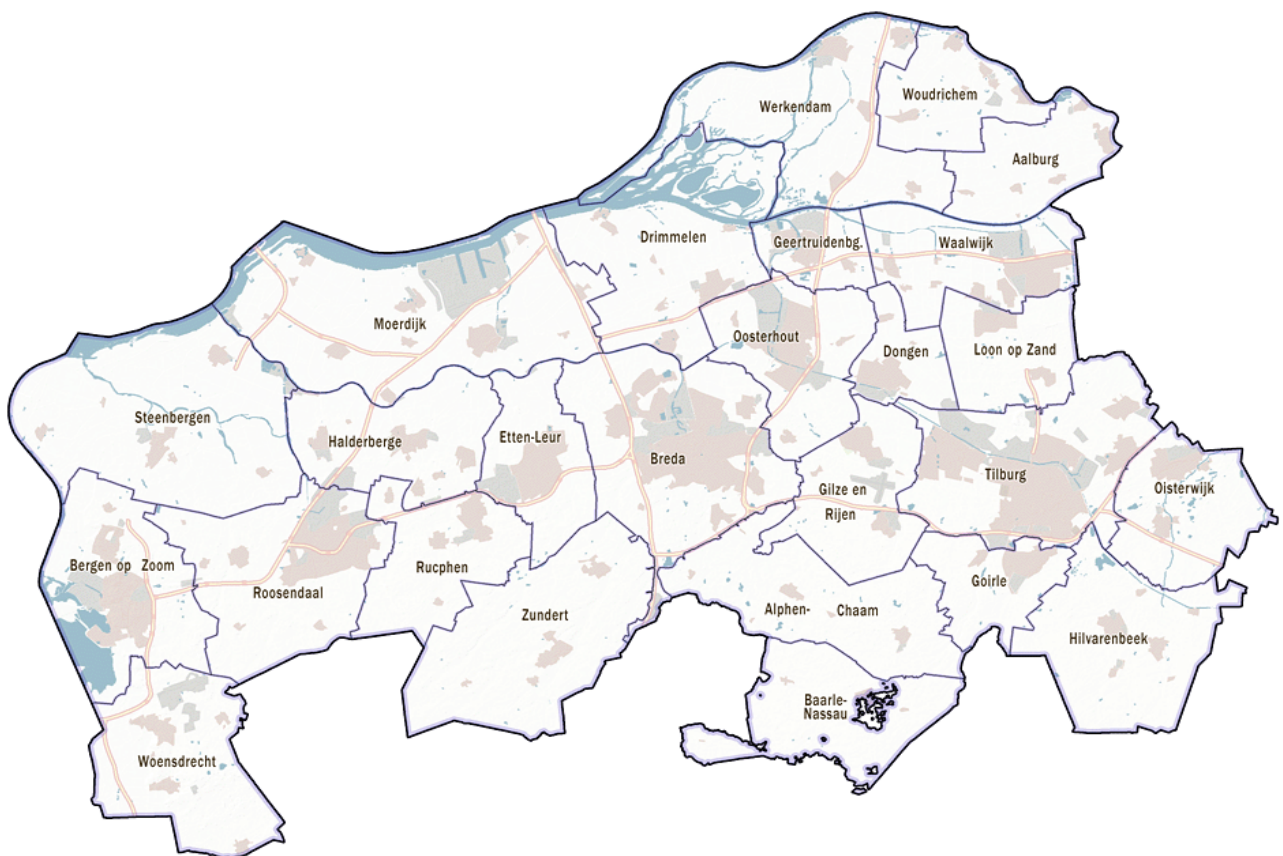 Werkendam
Woudrichem
Aalburg
Drimmelen
Geertruidenbg.
Waalwijk
Moerdijk
Oosterhout
Dongen
Loon op Zand
Steenbergen
Halderberge
Etten-Leur
Breda
Gilze en
Rijen
Tilburg
Oisterwijk
Bergen op Zoom
Roosendaal
Rucphen
Zundert
Alphen- Chaam
Goirle
Hilvarenbeek
Baarle-
Nassau
Woensdrecht